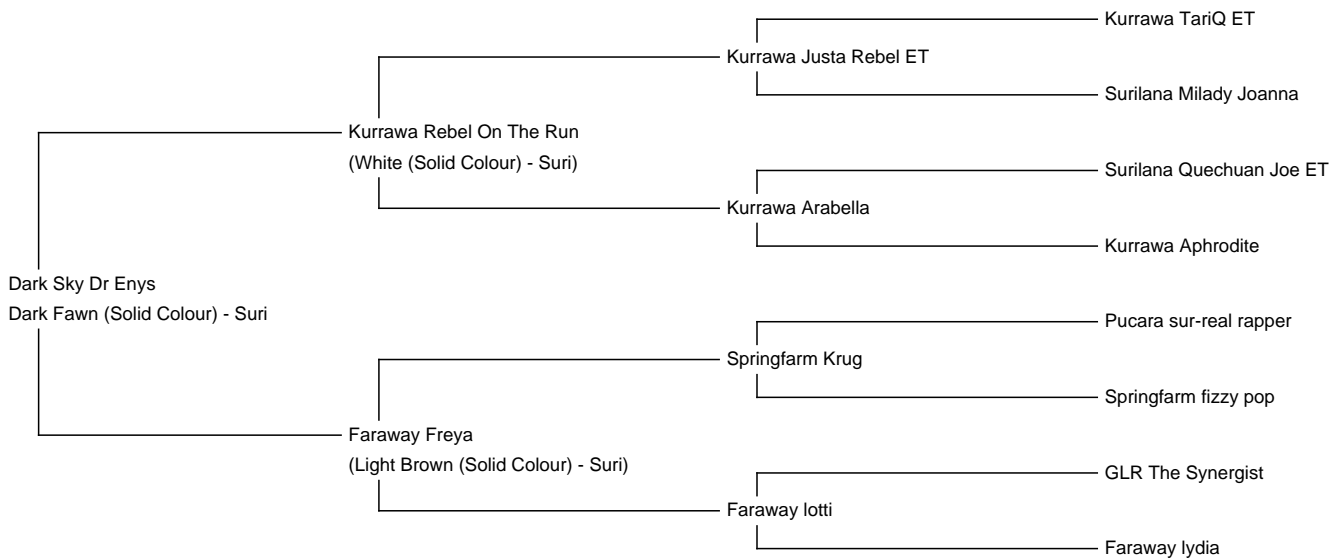 Kurrawa TariQ ET
Kurrawa Justa Rebel ET
Surilana Milady Joanna
Kurrawa Rebel On The Run
(White (Solid Colour) - Suri)
Surilana Quechuan Joe ET
Kurrawa Arabella
Kurrawa Aphrodite
Dark Sky Dr Enys
Dark Fawn (Solid Colour) - Suri
Pucara sur-real rapper
Springfarm Krug
Springfarm fizzy pop
Faraway Freya
(Light Brown (Solid Colour) - Suri)
GLR The Synergist
Faraway lotti
Faraway lydia